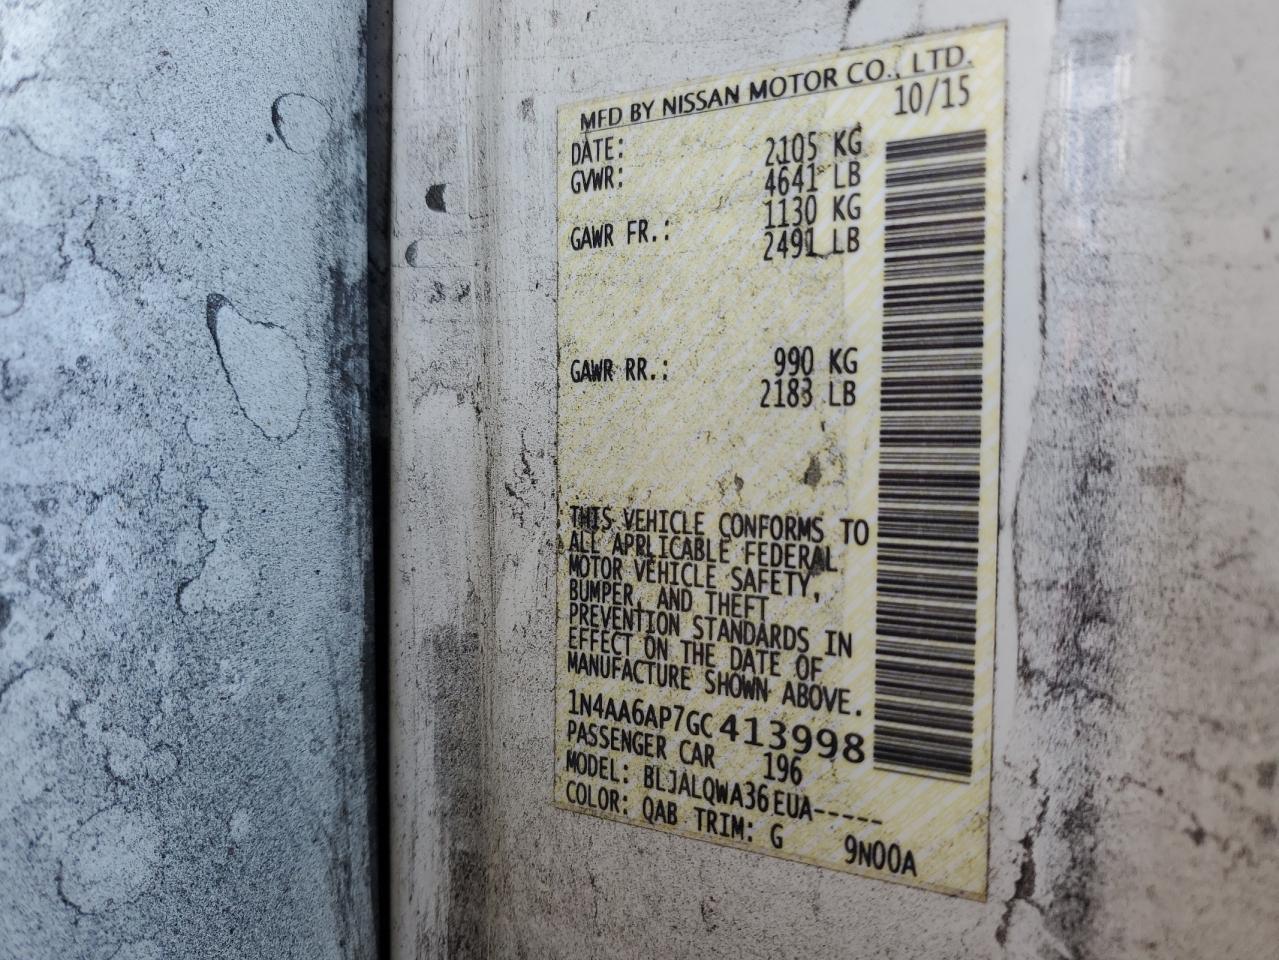 MFD BY NISSAN MOTOR CO., LTD.
DATE: 10/15
GVWR: 2105 KG
4641 LB
GAWR FR.: 1130 KG
2491 LB
GAWR RR.: 990 KG
2183 LB
THIS VEHICLE CONFORMS TO
ALL APPLICABLE FEDERAL
MOTOR VEHICLE SAFETY,
BUMPER, AND THEFT
PREVENTION STANDARDS IN
EFFECT ON THE DATE OF
MANUFACTURE SHOWN ABOVE.
1N4AA6AP7GC413998
PASSENGER CAR 196
MODEL: BLJALQWA36EUA-----
COLOR: QAB TRIM: G 9N00A